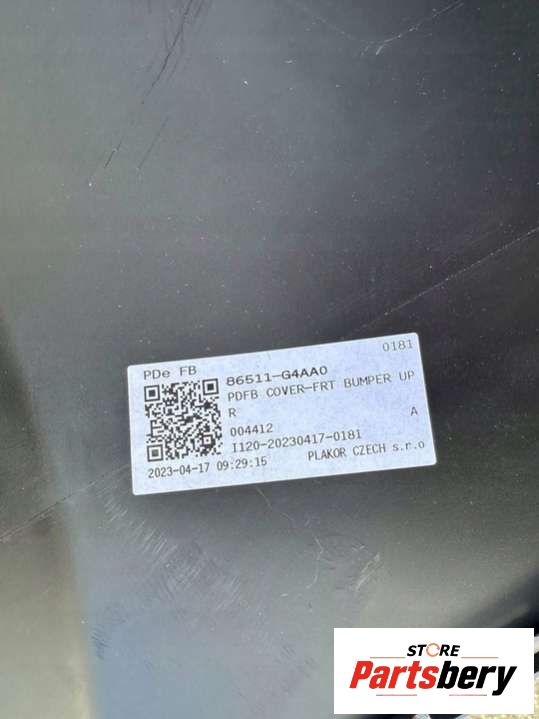 PDe FB 0181
86511-G4AA0
PDFB COVER-FRT BUMPER UP
R
004412 A
I120-20230417-0181
2023-04-17 09:29:15 PLAKOR CZECH s.r.o
STORE
Partsbery